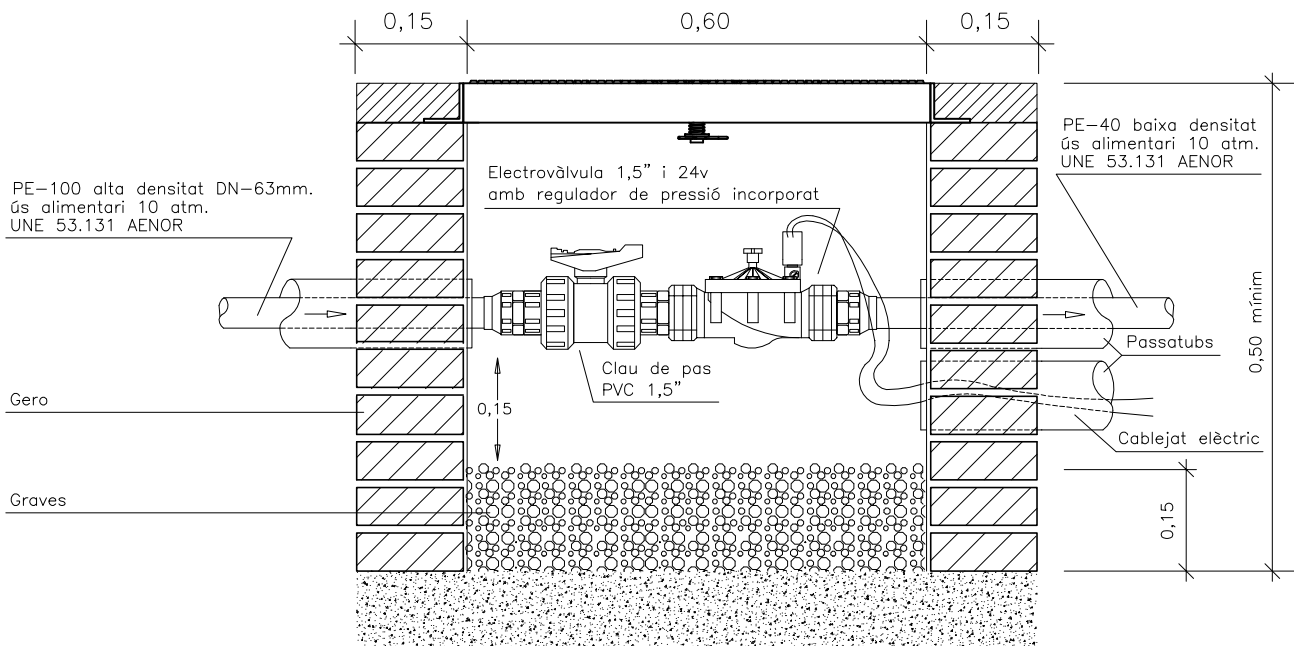 0,15
0,60
0,15
PE-40 baixa densitat
ús alimentari 10 atm.
UNE 53.131 AENOR
Electrovàlvula 1,5" i 24v
amb regulador de pressió incorporat
PE-100 alta densitat DN-63mm.
ús alimentari 10 atm.
UNE 53.131 AENOR
0,50 mínim
Passatubs
Clau de pas
PVC 1,5"
Gero
0,15
Cablejat elèctric
Graves
0,15